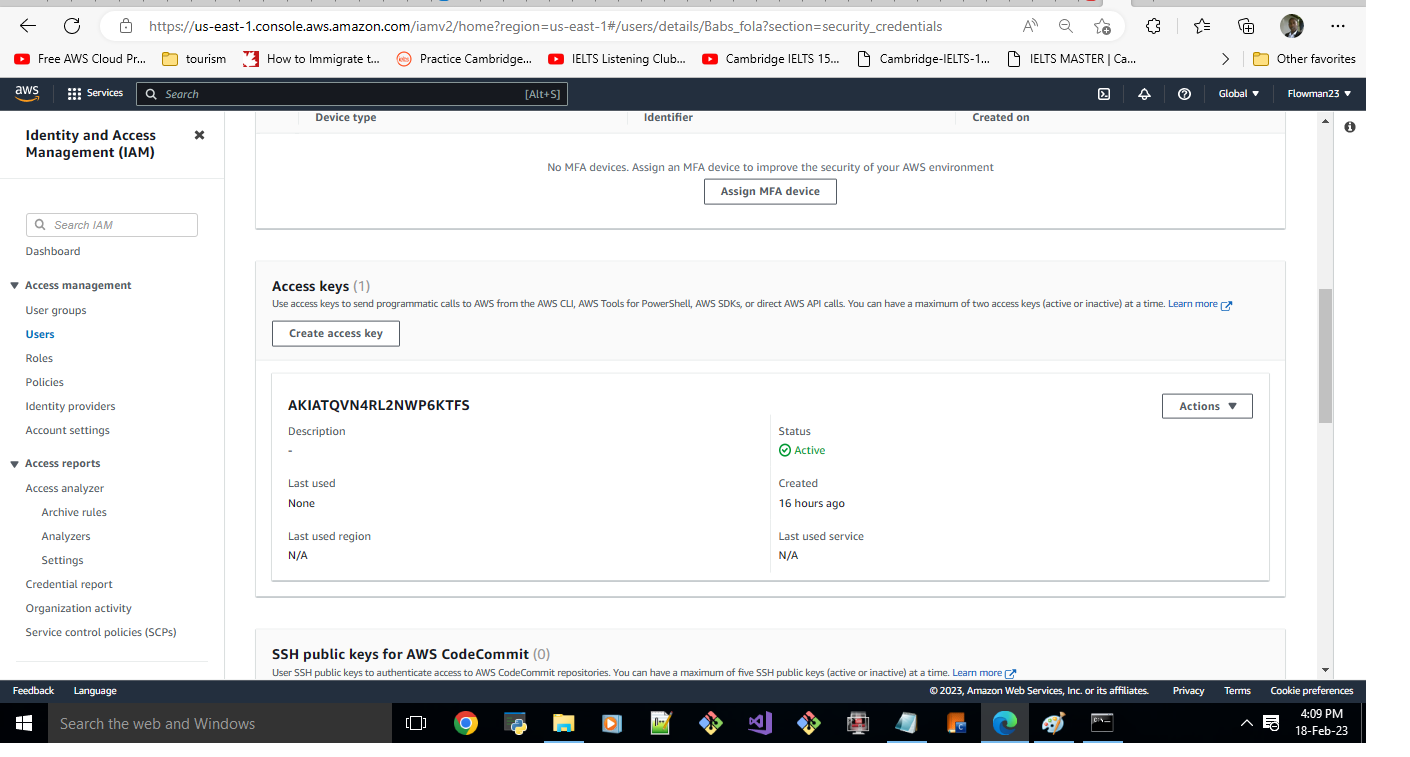 https://us-east-1.console.aws.amazon.com/iamv2/home?region=us-east-1#/users/details/Babs_fola?section=security_credentials
Free AWS Cloud Pr... tourism How to Immigrate t... Practice Cambridge... IELTS Listening Club... Cambridge IELTS 15... Cambridge-IELTS-1... IELTS MASTER | Ca... Other favorites
aws Services Search [Alt+S] Global Flowman23
Identity and Access
Management (IAM)
Search IAM
Dashboard
Access management
User groups
Users
Roles
Policies
Identity providers
Account settings
Access reports
Access analyzer
Archive rules
Analyzers
Settings
Credential report
Organization activity
Service control policies (SCPs)
Device type Identifier Created on
No MFA devices. Assign an MFA device to improve the security of your AWS environment
Assign MFA device
Access keys (1)
Use access keys to send programmatic calls to AWS from the AWS CLI, AWS Tools for PowerShell, AWS SDKs, or direct AWS API calls. You can have a maximum of two access keys (active or inactive) at a time. Learn more
Create access key
AKIATQVN4RL2NWP6KTFS
Actions
Description
-
Status
Active
Last used
None
Created
16 hours ago
Last used region
N/A
Last used service
N/A
SSH public keys for AWS CodeCommit (0)
User SSH public keys to authenticate access to AWS CodeCommit repositories. You can have a maximum of five SSH public keys (active or inactive) at a time. Learn more
Feedback Language © 2023, Amazon Web Services, Inc. or its affiliates. Privacy Terms Cookie preferences
Search the web and Windows
4:09 PM
18-Feb-23